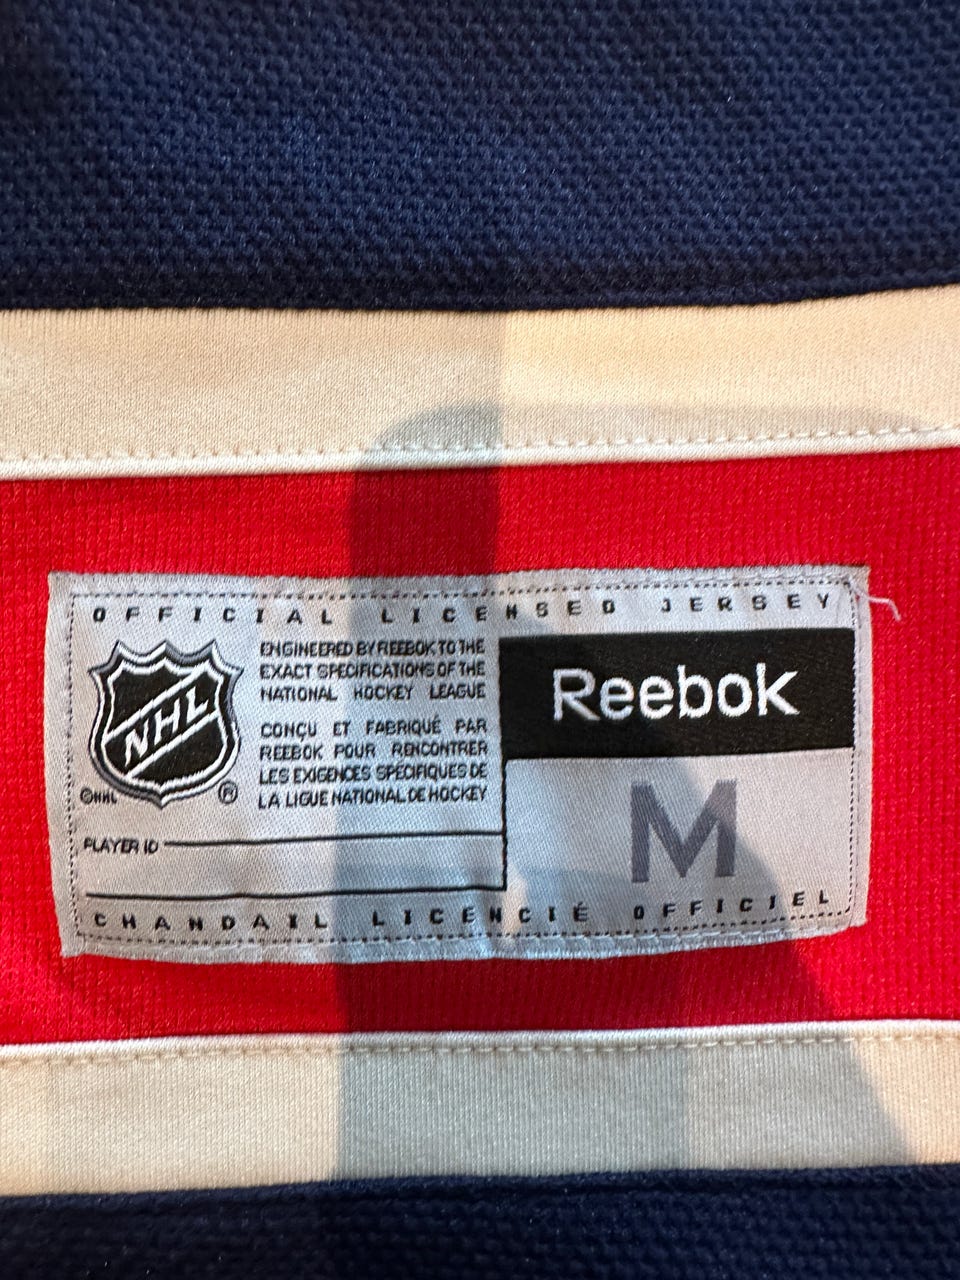 OFFICIAL LICENSED JERSEY
NHL
®
©NHL
ENGINEERED BY REEBOK TO THE
EXACT SPECIFICATIONS OF THE
NATIONAL HOCKEY LEAGUE
CONÇU ET FABRIQUÉ PAR
REEBOK POUR RENCONTRER
LES EXIGENCES SPÉCIFIQUES DE
LA LIGUE NATIONAL DE HOCKEY
Reebok
M
PLAYER ID
CHANDAIL LICENCIÉ OFFICIEL